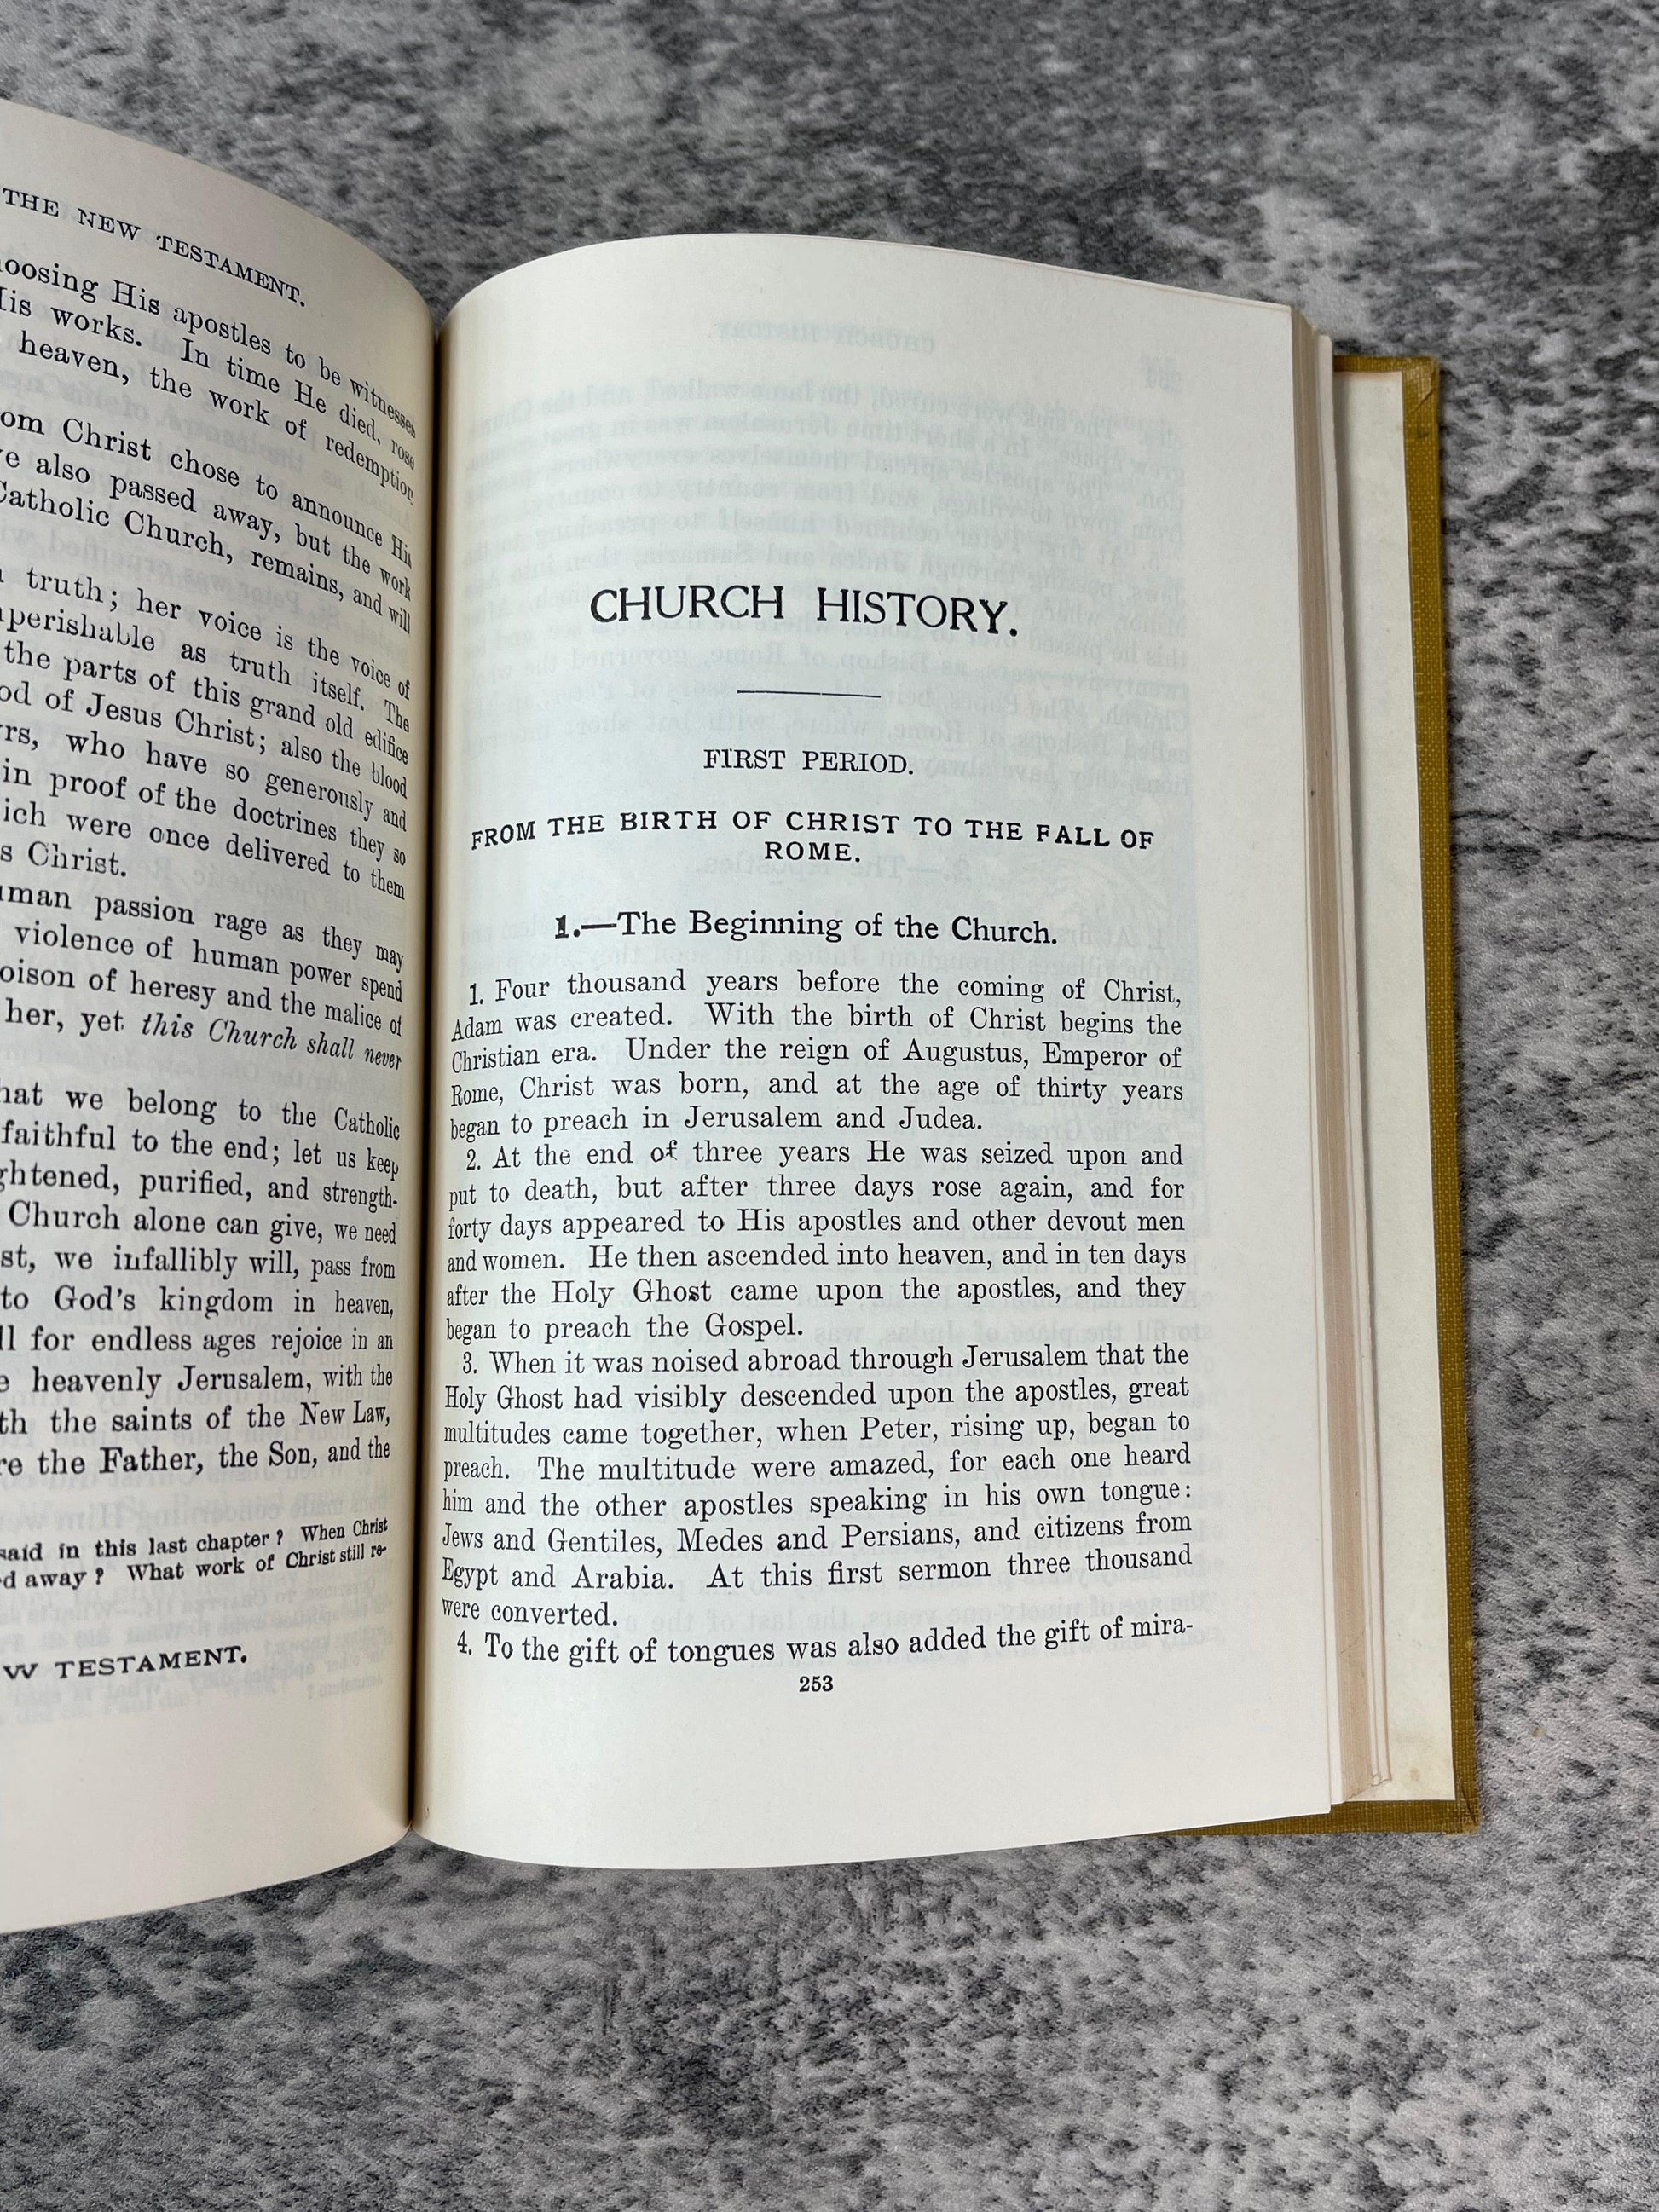 THE NEW TESTAMENT.
His apostles to be witnesses
His works. In time He died, rose
heaven, the work of redemption
Christ chose to announce His
also passed away, but the work
Catholic Church, remains, and will
truth; her voice is the voice of
as truth itself. The
the parts of this grand old edifice
of Jesus Christ; also the blood
who have so generously and
in proof of the doctrines they so
were once delivered to them
Christ.
passion rage as they may
violence of human power spend
of heresy and the malice of
her, yet this Church shall never
we belong to the Catholic
faithful to the end; let us keep
purified, and strength-
Church alone can give, we need
we infallibly will, pass from
to God's kingdom in heaven,
for endless ages rejoice in an
heavenly Jerusalem, with the
the saints of the New Law,
the Father, the Son, and the
said in this last chapter? When Christ
away? What work of Christ still re-
TESTAMENT.
CHURCH HISTORY.
FIRST PERIOD.
FROM THE BIRTH OF CHRIST TO THE FALL OF
ROME.
1.—The Beginning of the Church.
1. Four thousand years before the coming of Christ,
Adam was created. With the birth of Christ begins the
Christian era. Under the reign of Augustus, Emperor of
Rome, Christ was born, and at the age of thirty years
began to preach in Jerusalem and Judea.
2. At the end of three years He was seized upon and
put to death, but after three days rose again, and for
forty days appeared to His apostles and other devout men
and women. He then ascended into heaven, and in ten days
after the Holy Ghost came upon the apostles, and they
began to preach the Gospel.
3. When it was noised abroad through Jerusalem that the
Holy Ghost had visibly descended upon the apostles, great
multitudes came together, when Peter, rising up, began to
preach. The multitude were amazed, for each one heard
him and the other apostles speaking in his own tongue:
Jews and Gentiles, Medes and Persians, and citizens from
Egypt and Arabia. At this first sermon three thousand
were converted.
4. To the gift of tongues was also added the gift of mira-
253